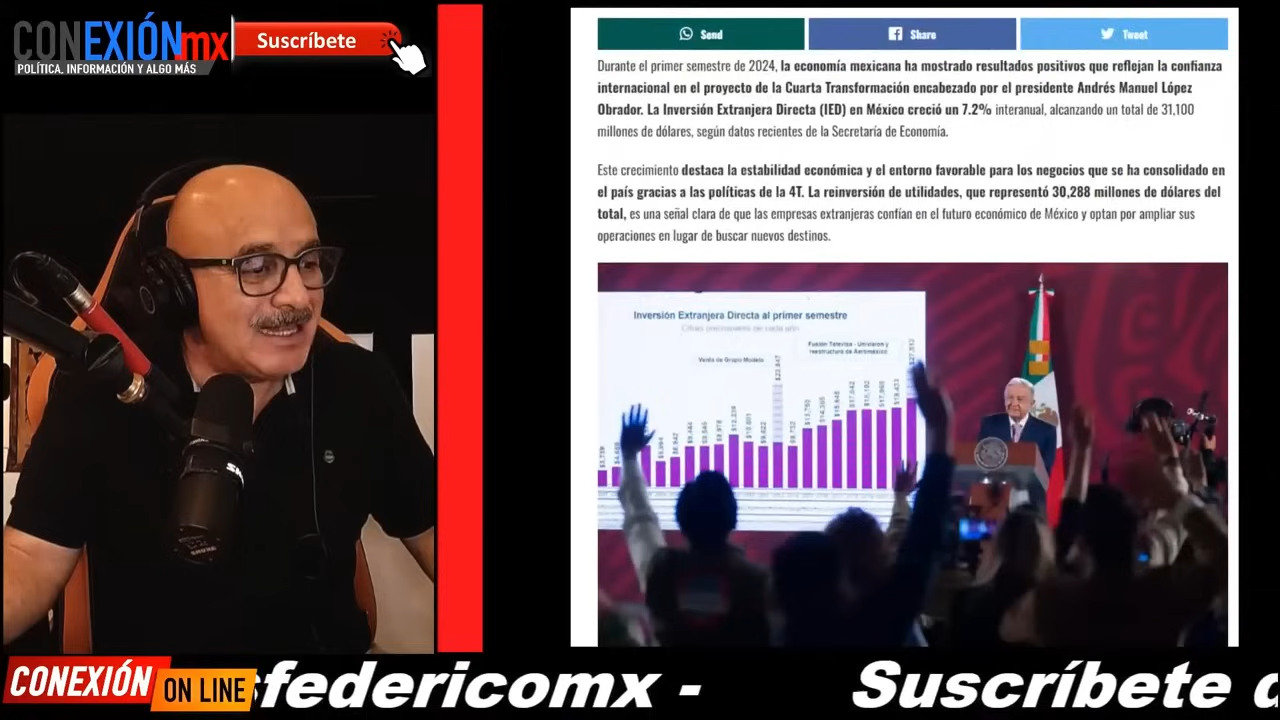 CONEXIÓNmx
POLÍTICA, INFORMACIÓN Y ALGO MÁS
Suscríbete
Send
Share
Tweet
Durante el primer semestre de 2024, la economía mexicana ha mostrado resultados positivos que reflejan la confianza
internacional en el proyecto de la Cuarta Transformación encabezado por el presidente Andrés Manuel López
Obrador. La Inversión Extranjera Directa (IED) en México creció un 7.2% interanual, alcanzando un total de 31,100
millones de dólares, según datos recientes de la Secretaría de Economía.
Este crecimiento destaca la estabilidad económica y el entorno favorable para los negocios que se ha consolidado en
el país gracias a las políticas de la 4T. La reinversión de utilidades, que representó 30,288 millones de dólares del
total, es una señal clara de que las empresas extranjeras confían en el futuro económico de México y optan por ampliar sus
operaciones en lugar de buscar nuevos destinos.
Inversión Extranjera Directa al primer semestre
Venta de Grupo Modelo
Fusión Televisa - Univision y
reestructura de Aeroméxico
CONEXIÓN
ON LINE
sfedericomx -
Suscríbete